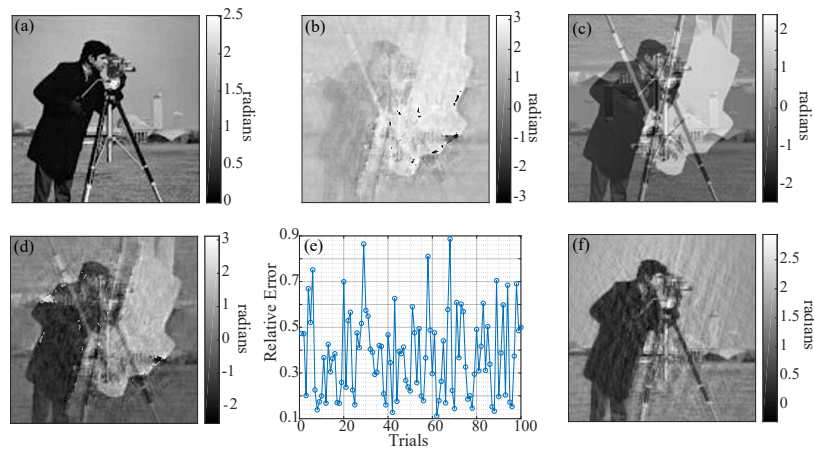 (a)
2.5
2
1.5
1
0.5
0
radians
(b)
3
2
1
0
-1
-2
-3
radians
(c)
2
1
0
-1
-2
radians
(d)
3
2
1
0
-1
-2
radians
(e)
0.9
0.7
0.5
0.3
0.1
Relative Error
0 20 40 60 80 100
Trials
(f)
2.5
2
1.5
1
0.5
0
radians